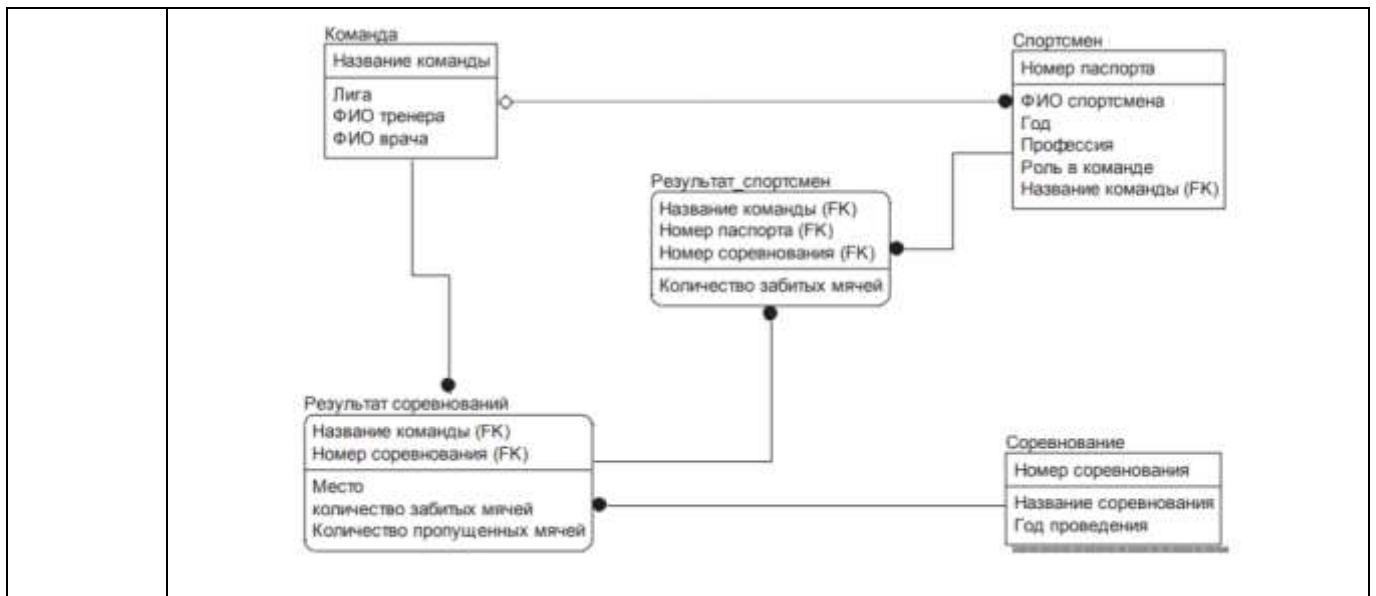 Команда
Название команды
Лига
ФИО тренера
ФИО врача
Спортсмен
Номер паспорта
ФИО спортсмена
Год
Профессия
Роль в команде
Название команды (FK)
Результат_спортсмен
Название команды (FK)
Номер паспорта (FK)
Номер соревнования (FK)
Количество забитых мячей
Результат соревнований
Название команды (FK)
Номер соревнования (FK)
Место
количество забитых мячей
Количество пропущенных мячей
Соревнование
Номер соревнования
Название соревнования
Год проведения